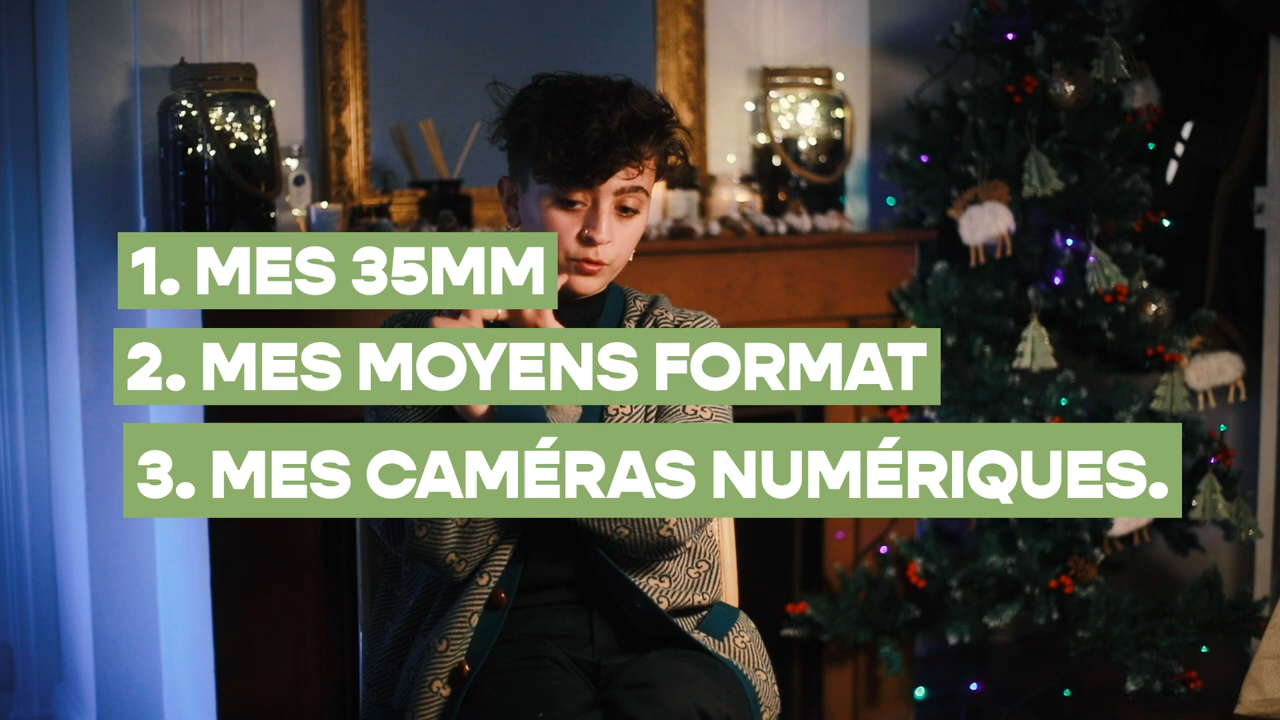 1. MES 35MM
2. MES MOYENS FORMAT
3. MES CAMÉRAS NUMÉRIQUES.